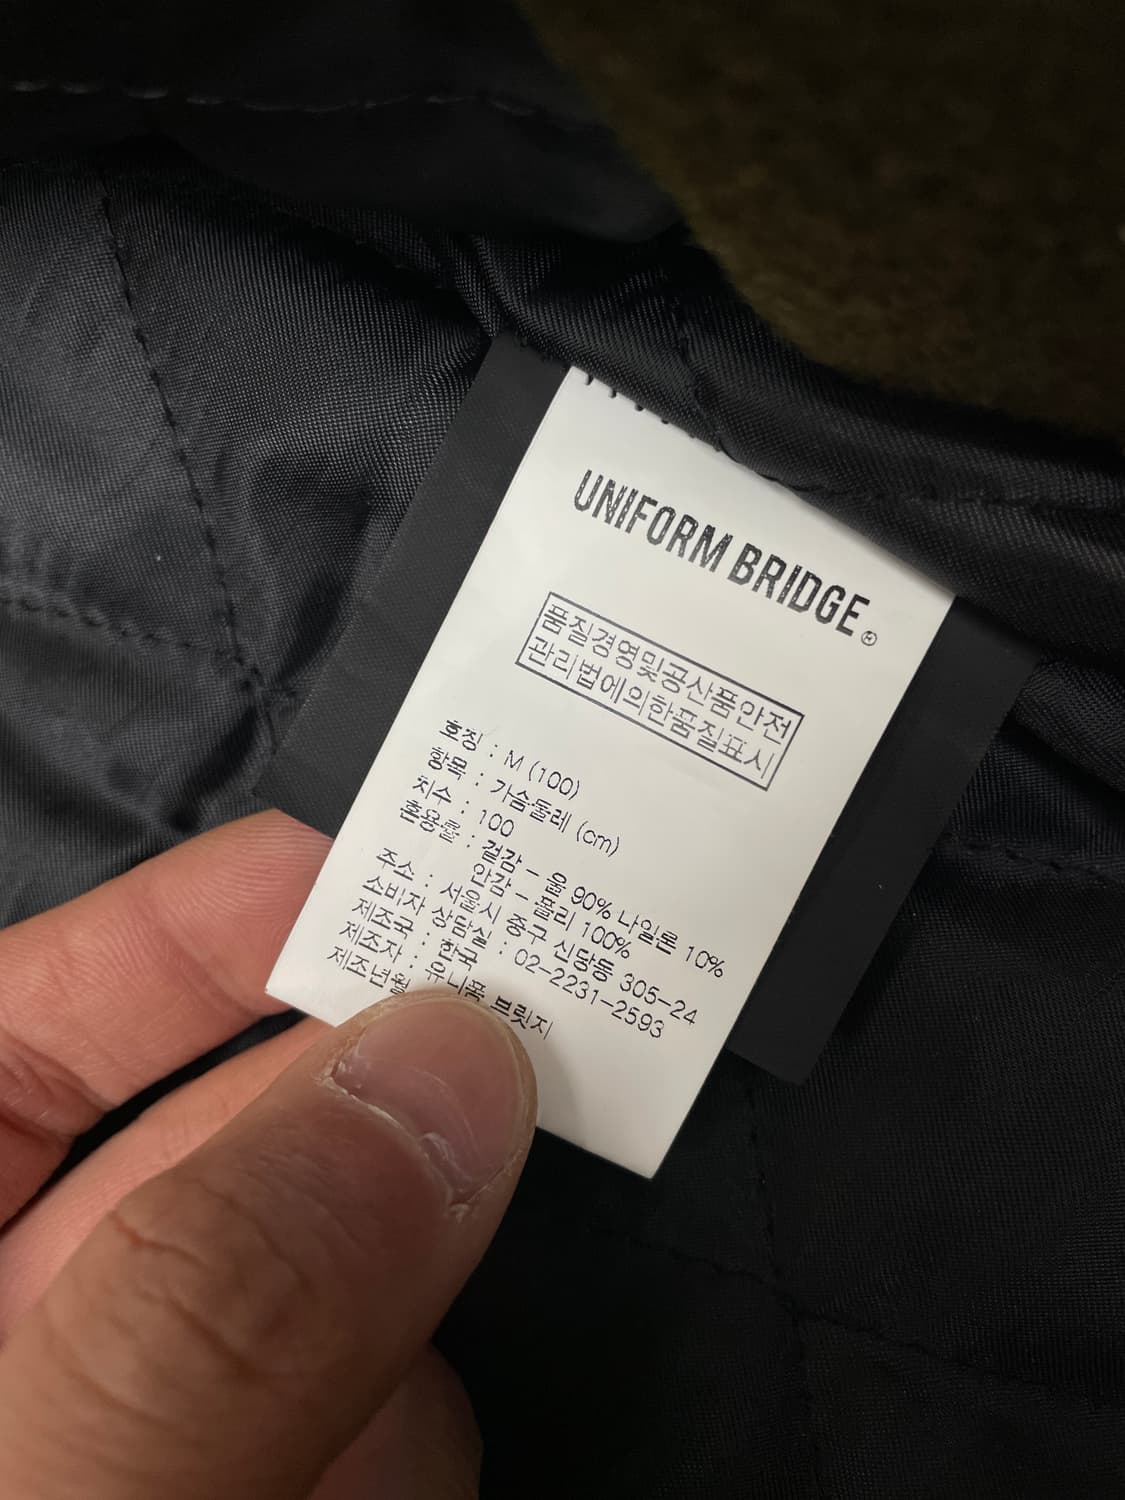 UNIFORM BRIDGE
품질경영및공산품안전
관리법에의한품질표시
호칭 : M (100)
항목 : 가슴둘레 (cm)
치수 : 100
혼용률 : 겉감 - 울 90% 나일론 10%
안감 - 폴리 100%
주소 : 서울시 중구 신당동 305-24
소비자 상담실 : 02-2231-2593
제조국 : 한국
제조자 : 유니폼 브릿지
제조년월